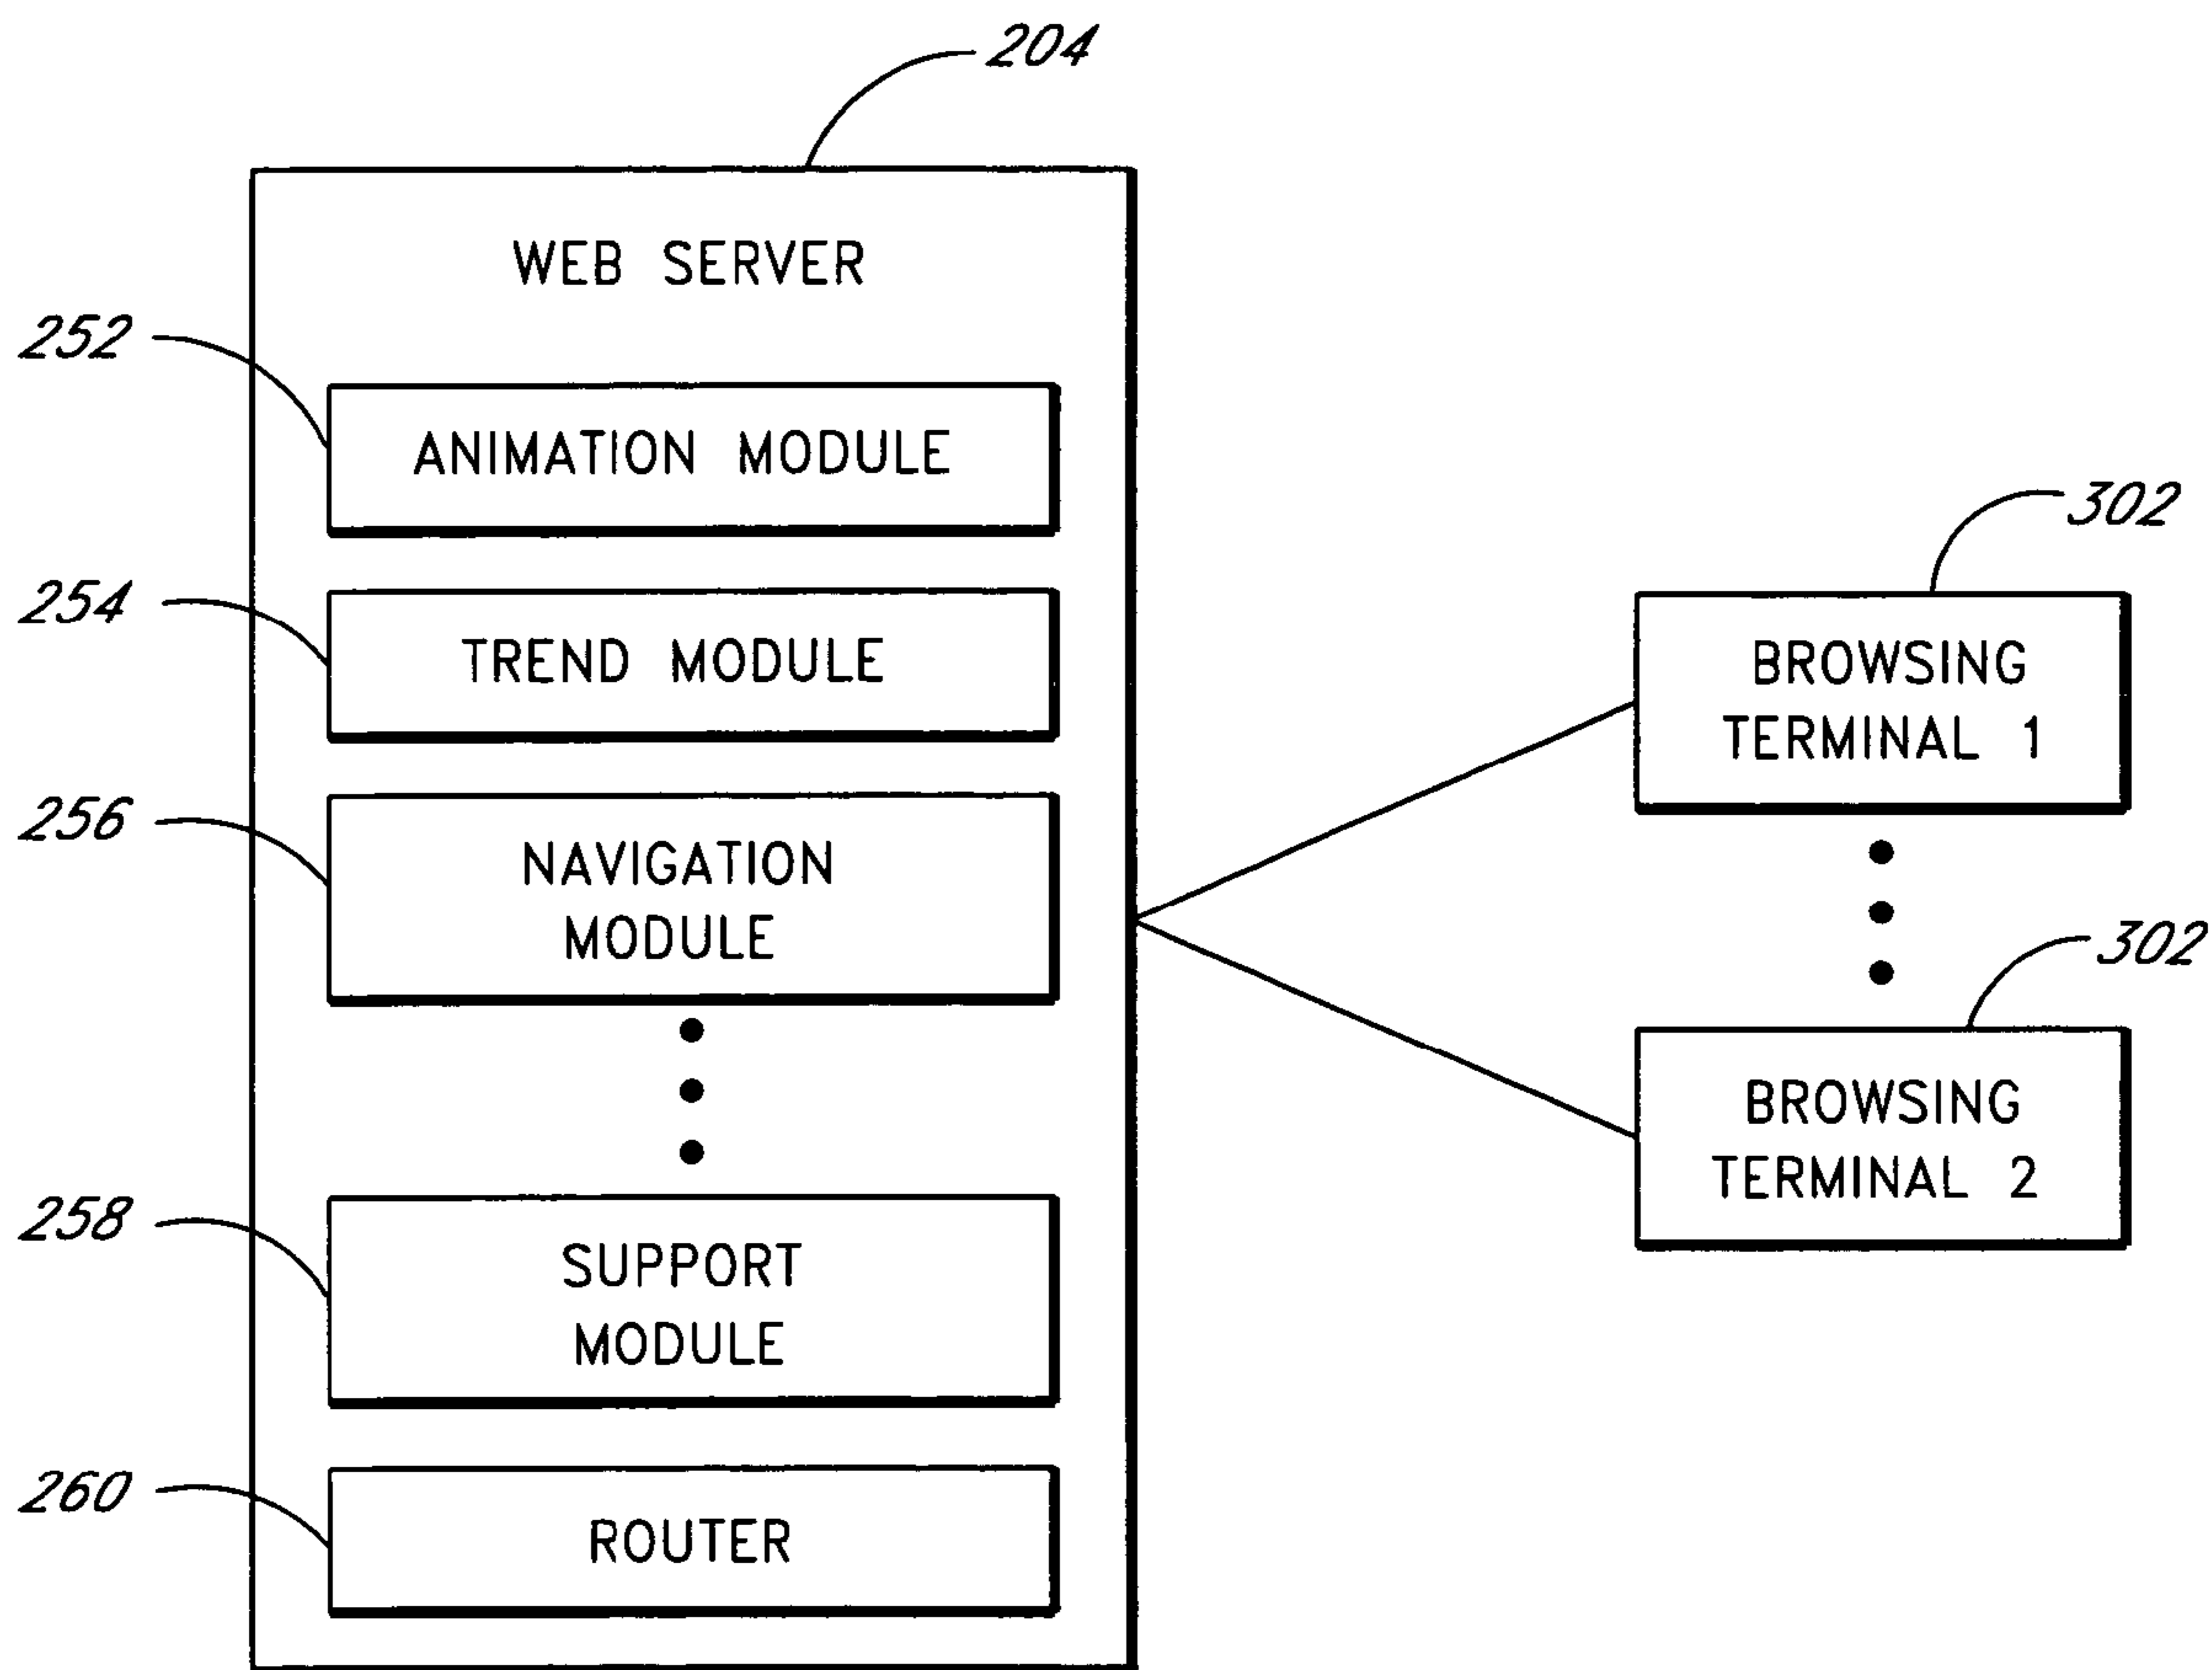 204
WEB SERVER
252
ANIMATION MODULE
254
TREND MODULE
256
NAVIGATION
MODULE
258
SUPPORT
MODULE
260
ROUTER
302
BROWSING
TERMINAL 1
302
BROWSING
TERMINAL 2